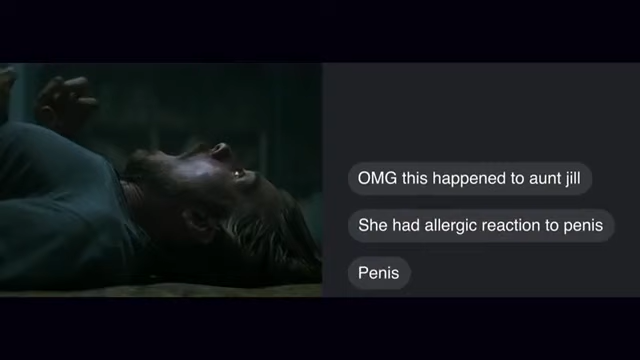 OMG this happened to aunt jill
She had allergic reaction to penis
Penis